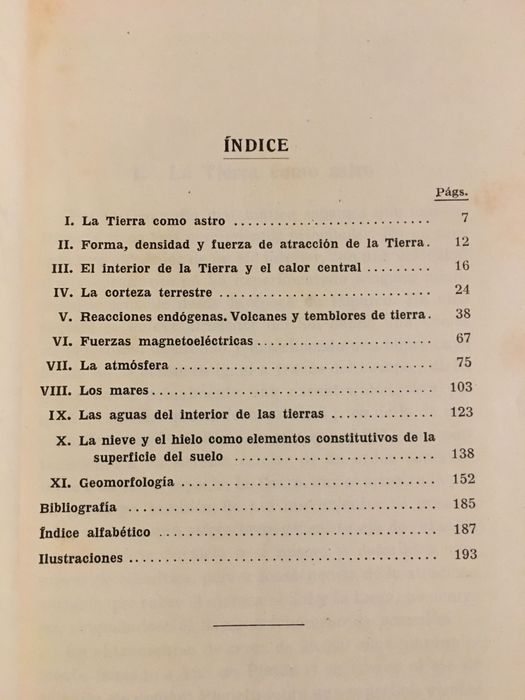 ÍNDICE
Págs.
I. La Tierra como astro .......................... 7
II. Forma, densidad y fuerza de atracción de la Tierra. 12
III. El interior de la Tierra y el calor central ......... 16
IV. La corteza terrestre ............................ 24
V. Reacciones endógenas. Volcanes y temblores de tierra. 38
VI. Fuerzas magnetoeléctricas ....................... 67
VII. La atmósfera .................................. 75
VIII. Los mares ..................................... 103
IX. Las aguas del interior de las tierras .............. 123
X. La nieve y el hielo como elementos constitutivos de la
superficie del suelo .......................... 138
XI. Geomorfología .................................. 152
Bibliografía ......................................... 185
Índice alfabético .................................... 187
Ilustraciones ........................................ 193